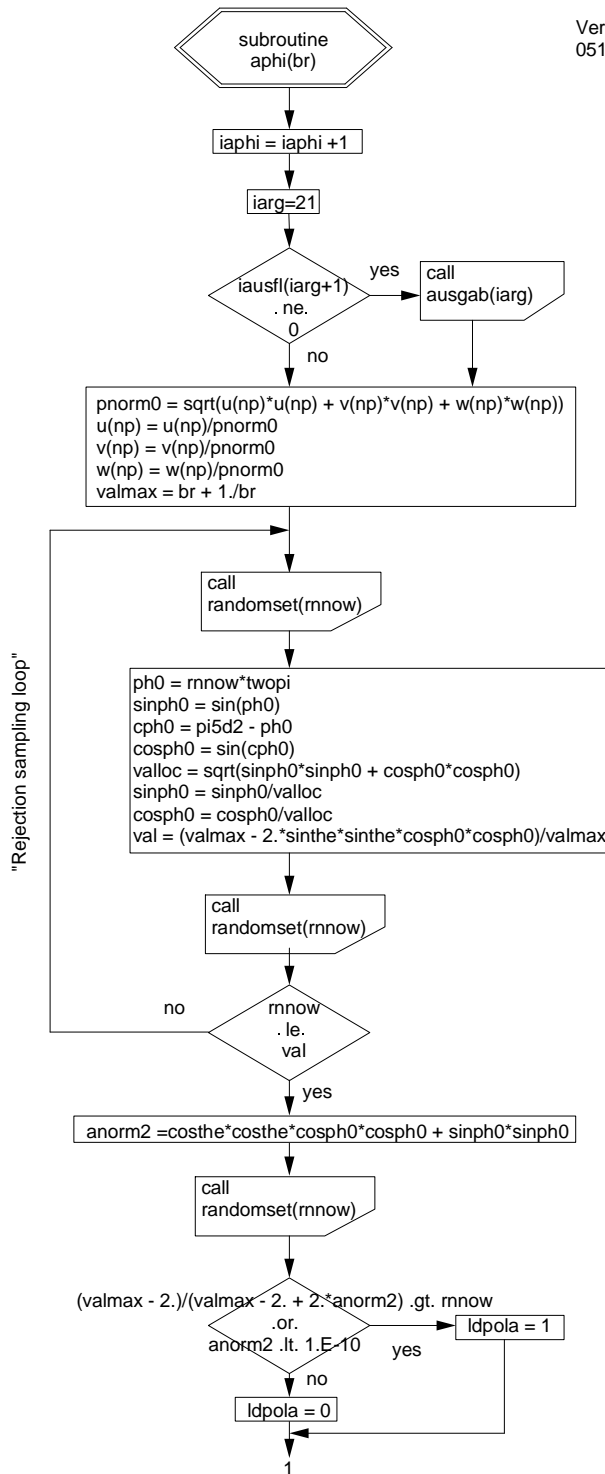 subroutine
aphi(br)
Ver
051
iaphi = iaphi +1
iarg=21
iausfl(iarg+1)
. ne.
0
yes
call
ausgab(iarg)
no
pnorm0 = sqrt(u(np)*u(np) + v(np)*v(np) + w(np)*w(np))
u(np) = u(np)/pnorm0
v(np) = v(np)/pnorm0
w(np) = w(np)/pnorm0
valmax = br + 1./br
call
randomset(rnnow)
"Rejection sampling loop"
ph0 = rnnow*twopi
sinph0 = sin(ph0)
cph0 = pi5d2 - ph0
cosph0 = sin(cph0)
valloc = sqrt(sinph0*sinph0 + cosph0*cosph0)
sinph0 = sinph0/valloc
cosph0 = cosph0/valloc
val = (valmax - 2.*sinthe*sinthe*cosph0*cosph0)/valmax
call
randomset(rnnow)
no
rnnow
. le.
val
yes
anorm2 =costhe*costhe*cosph0*cosph0 + sinph0*sinph0
call
randomset(rnnow)
(valmax - 2.)/(valmax - 2. + 2.*anorm2) .gt. rnnow
.or.
anorm2 .lt. 1.E-10
yes
ldpola = 1
no
ldpola = 0
1